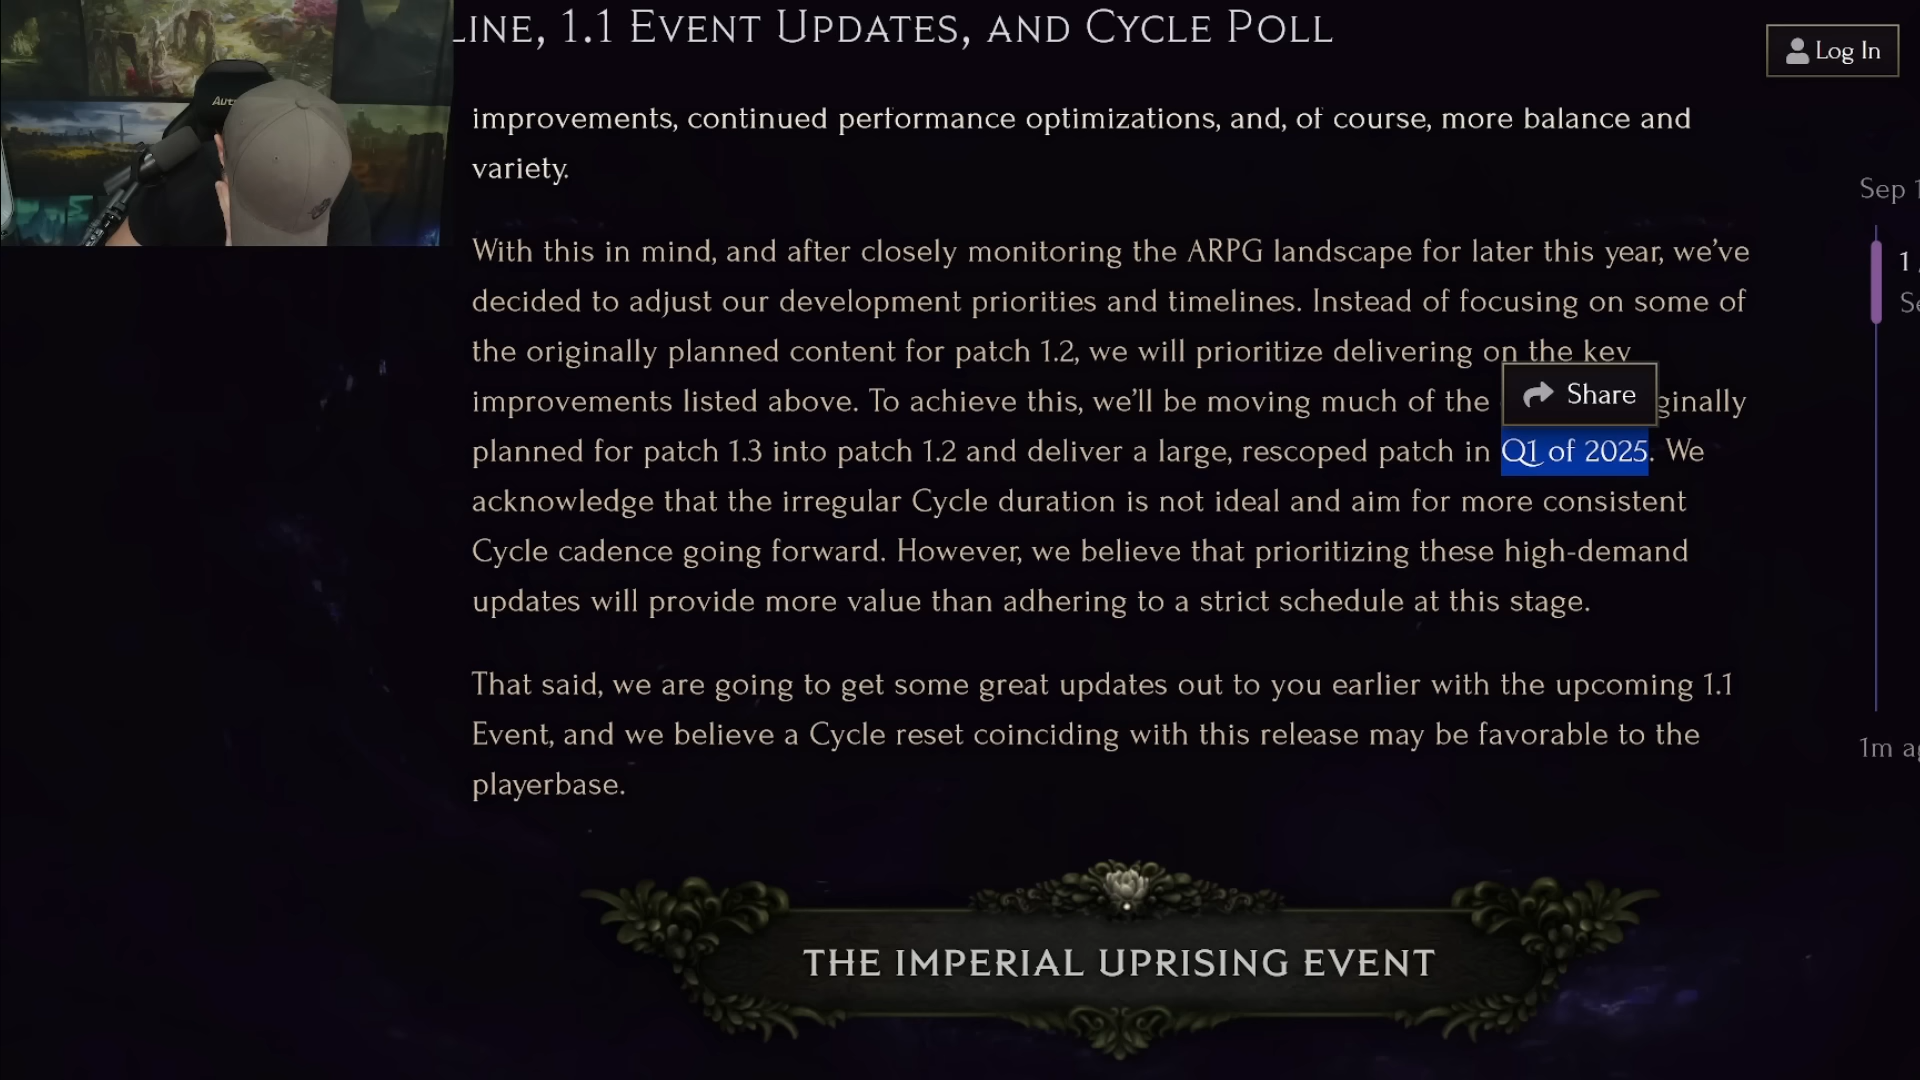 LINE, 1.1 EVENT UPDATES, AND CYCLE POLL
Log In
improvements, continued performance optimizations, and, of course, more balance and
variety.
Sep
With this in mind, and after closely monitoring the ARPG landscape for later this year, we’ve
decided to adjust our development priorities and timelines. Instead of focusing on some of
the originally planned content for patch 1.2, we will prioritize delivering on the key
improvements listed above. To achieve this, we’ll be moving much of the ginally
Share
planned for patch 1.3 into patch 1.2 and deliver a large, rescoped patch in Q1 of 2025. We
acknowledge that the irregular Cycle duration is not ideal and aim for more consistent
Cycle cadence going forward. However, we believe that prioritizing these high-demand
updates will provide more value than adhering to a strict schedule at this stage.
That said, we are going to get some great updates out to you earlier with the upcoming 1.1
Event, and we believe a Cycle reset coinciding with this release may be favorable to the
playerbase.
1m
THE IMPERIAL UPRISING EVENT